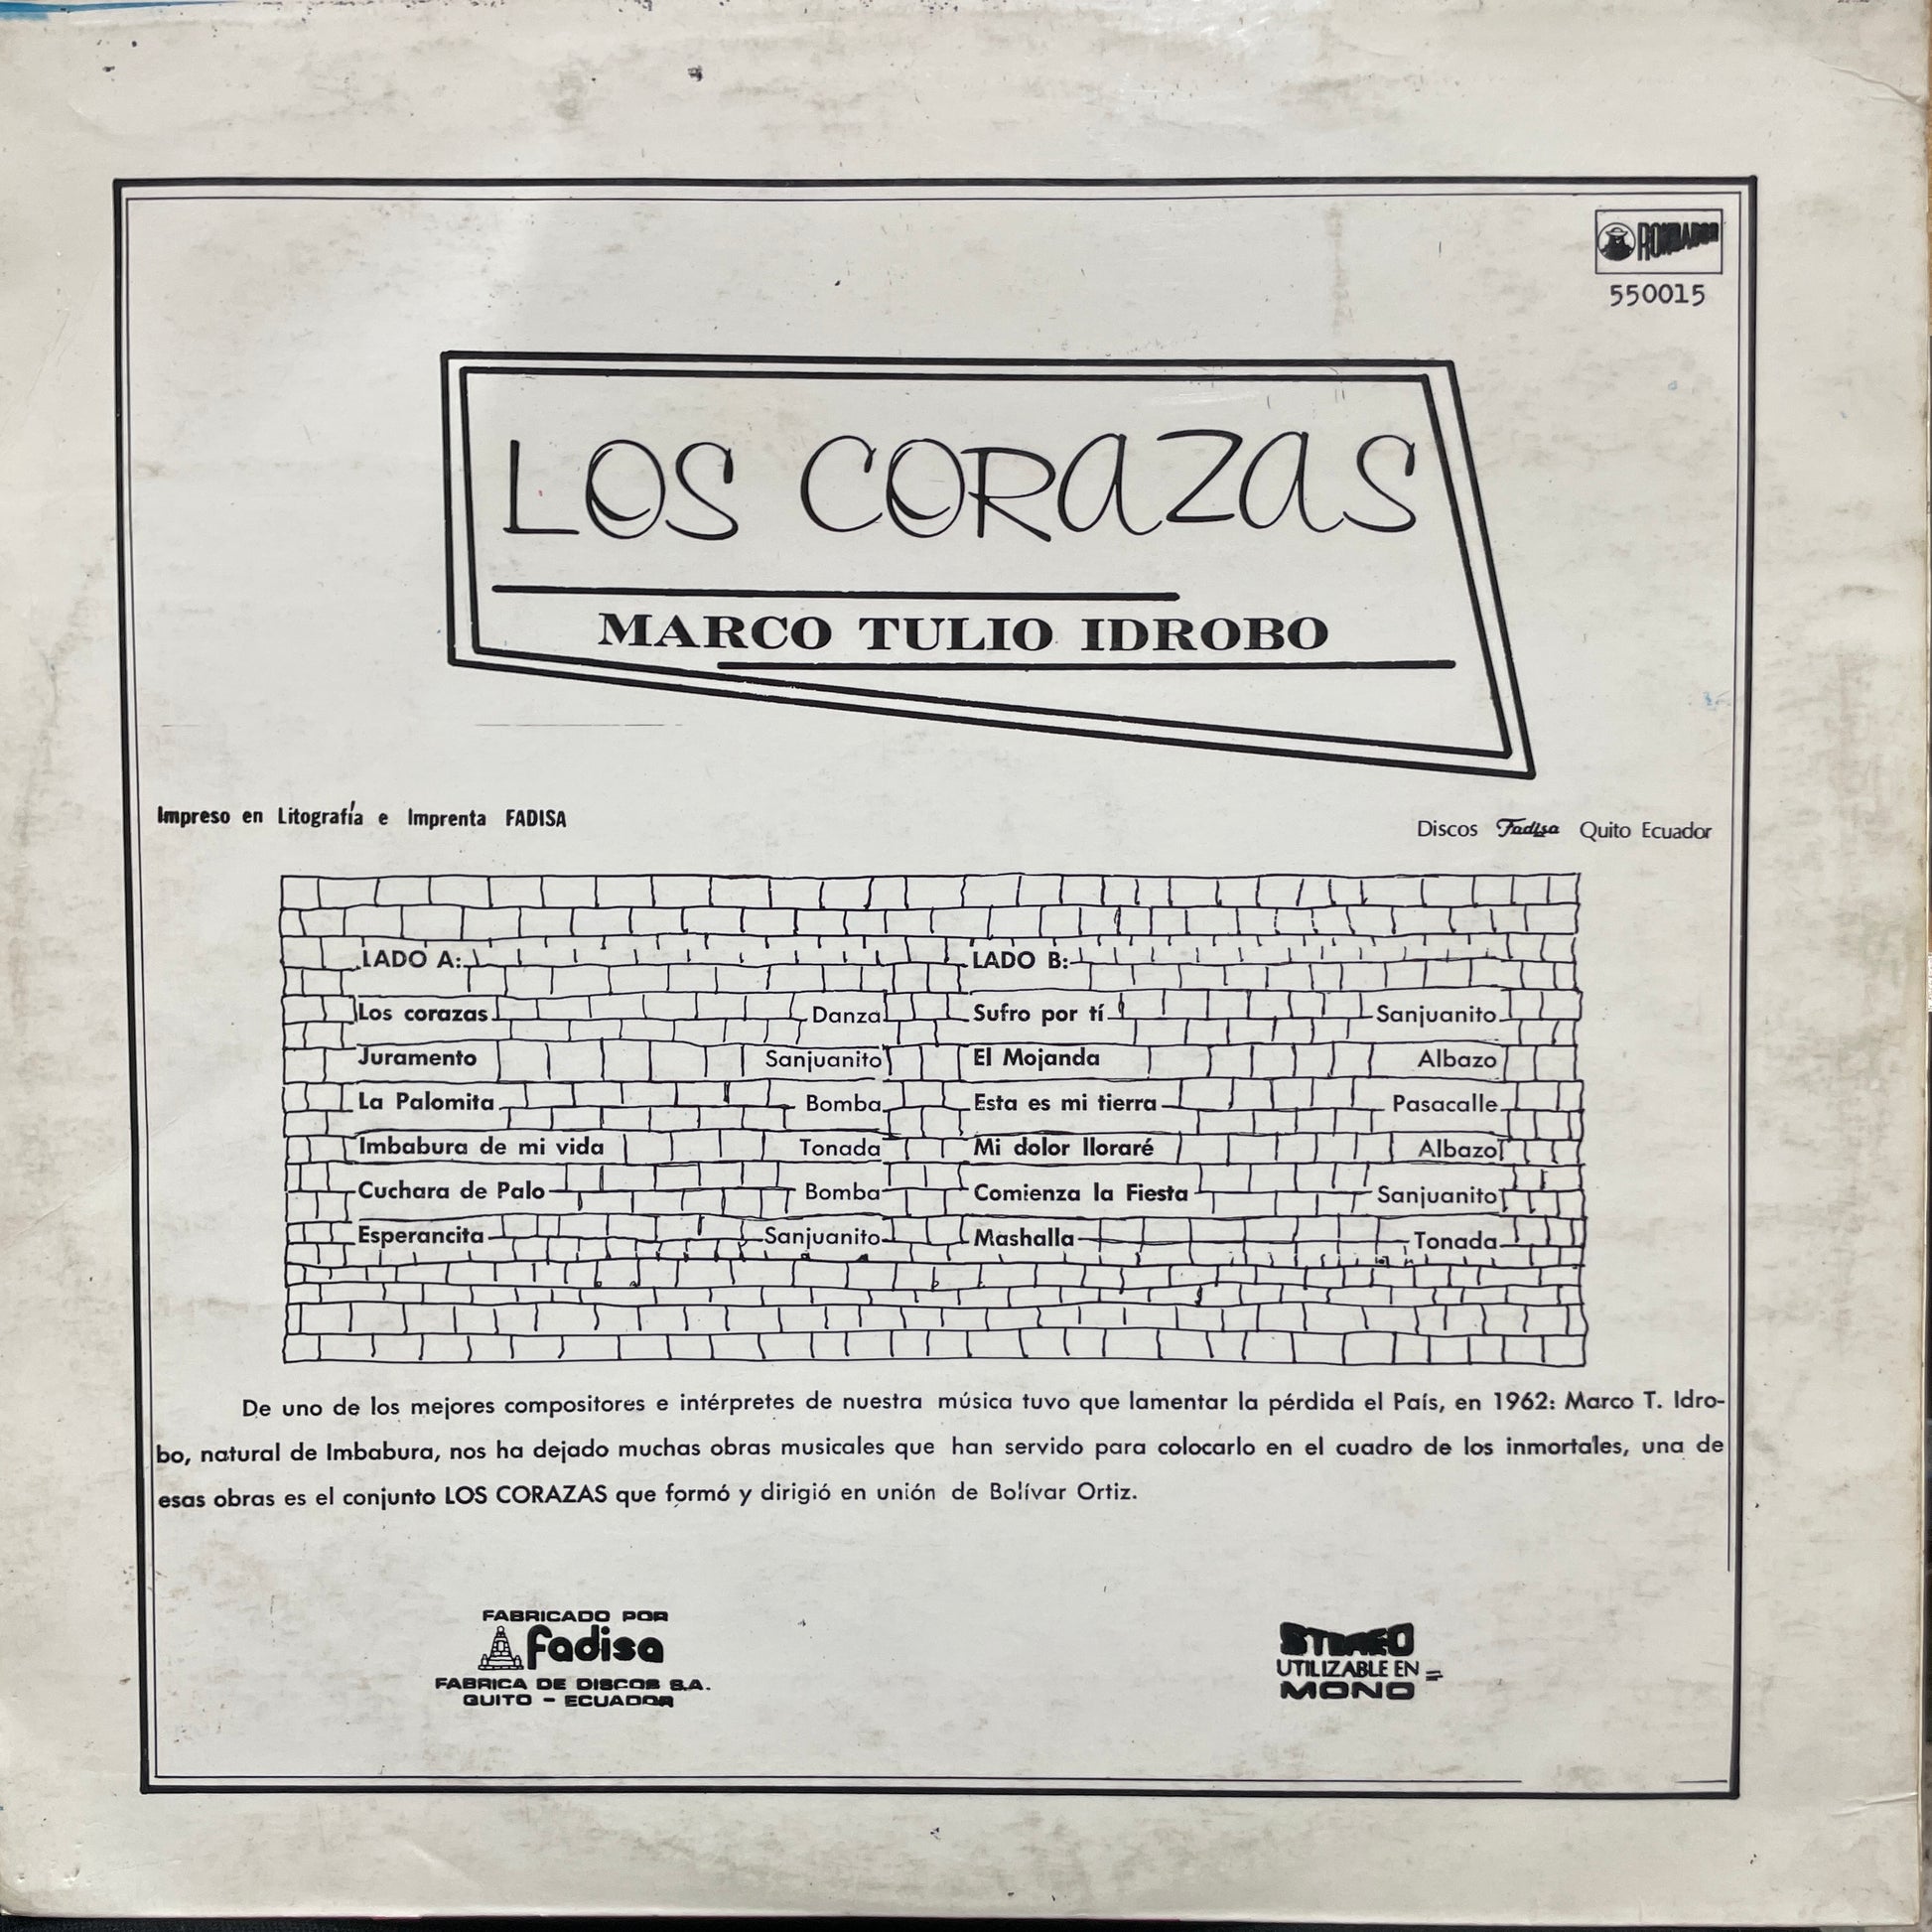 RONDADOR
550015
LOS CORAZAS
MARCO TULIO IDROBO
Impreso en Litografía e Imprenta FADISA
Discos Fadisa Quito Ecuador
LADO A:
Los corazas Danza
Juramento Sanjuanito
La Palomita Bomba
Imbabura de mi vida Tonada
Cuchara de Palo Bomba
Esperancita Sanjuanito
LADO B:
Sufro por tí Sanjuanito
El Mojanda Albazo
Esta es mi tierra Pasacalle
Mi dolor lloraré Albazo
Comienza la Fiesta Sanjuanito
Mashalla Tonada
De uno de los mejores compositores e intérpretes de nuestra música tuvo que lamentar la pérdida el País, en 1962: Marco T. Idro-
bo, natural de Imbabura, nos ha dejado muchas obras musicales que han servido para colocarlo en el cuadro de los inmortales, una de
esas obras es el conjunto LOS CORAZAS que formó y dirigió en unión de Bolívar Ortiz.
FABRICADO POR
fadisa
FABRICA DE DISCOS S.A.
QUITO - ECUADOR
STEREO
UTILIZABLE EN
MONO